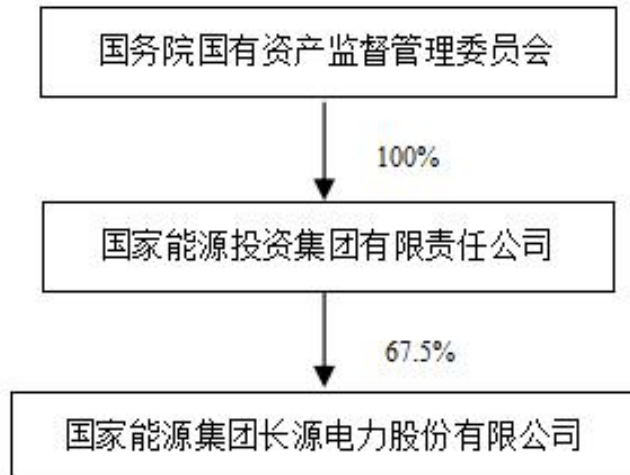 国务院国有资产监督管理委员会
100%
国家能源投资集团有限责任公司
67.5%
国家能源集团长源电力股份有限公司